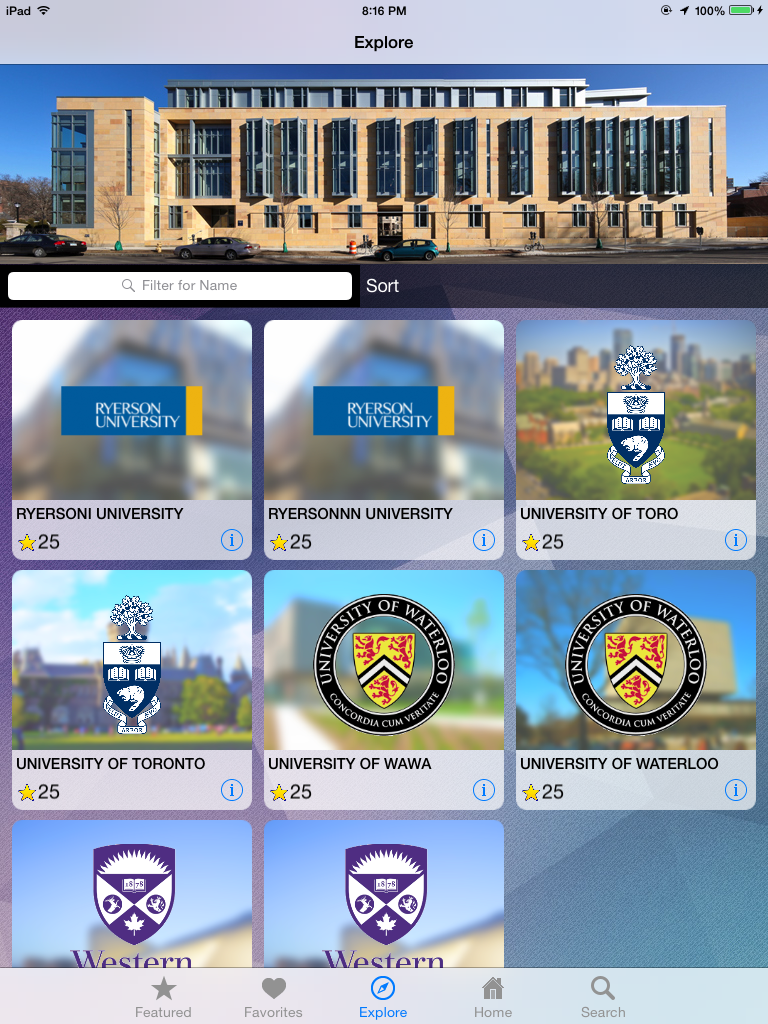 iPad 8:16 PM 100%
Explore
Filter for Name Sort
RYERSON
UNIVERSITY
RYERSON
UNIVERSITY
ARBOR
RYERSONI UNIVERSITY RYERSONNN UNIVERSITY UNIVERSITY OF TORO
25 25 25
ARBOR
UNIVERSITY OF WATERLOO
CONCORDIA CUM VERITATE
UNIVERSITY OF WATERLOO
CONCORDIA CUM VERITATE
UNIVERSITY OF TORONTO UNIVERSITY OF WAWA UNIVERSITY OF WATERLOO
25 25 25
1878
Western
1878
Western
Featured Favorites Explore Home Search